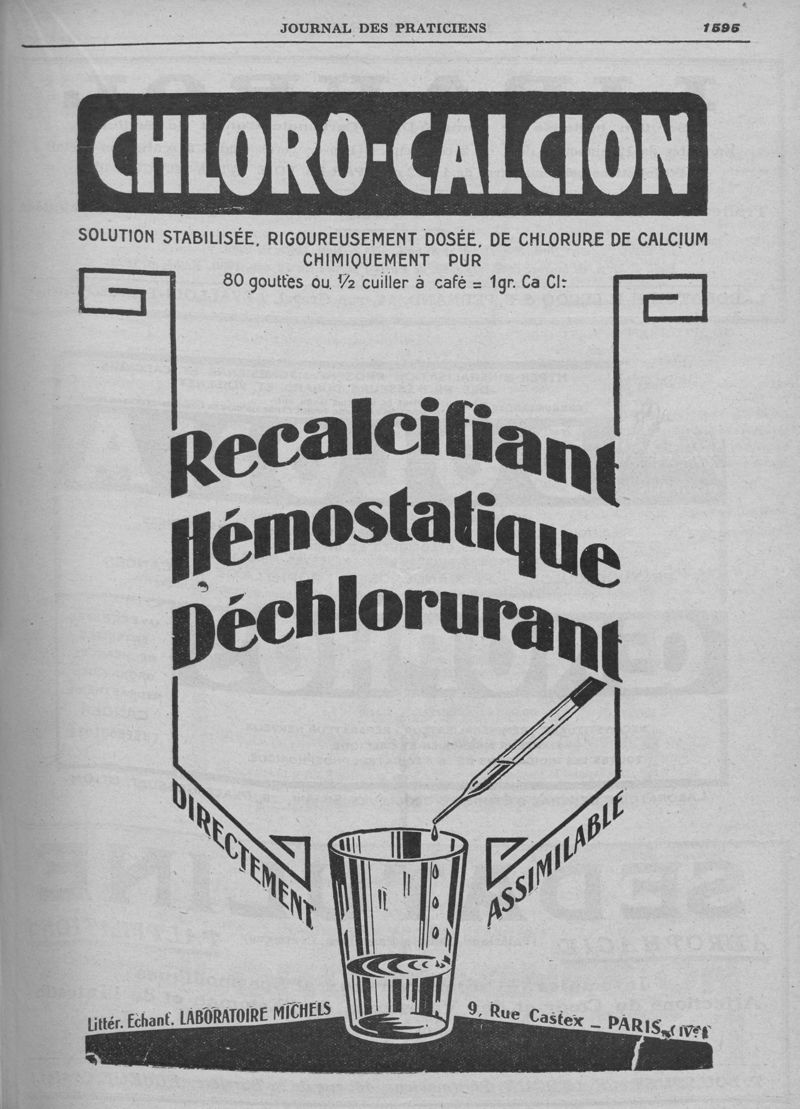 JOURNAL DES PRATICIENS 1595
CHLORO-CALCION
SOLUTION STABILISÉE, RIGOUREUSEMENT DOSÉE, DE CHLORURE DE CALCIUM
CHIMIQUEMENT PUR
80 gouttes ou ½ cuiller à café = 1gr. Ca Cl²
Recalcifiant
Hémostatique
Déchlorurant
DIRECTEMENT
ASSIMILABLE
Littér. Echant. LABORATOIRE MICHELS
9, Rue Castex _ PARIS (IVe)